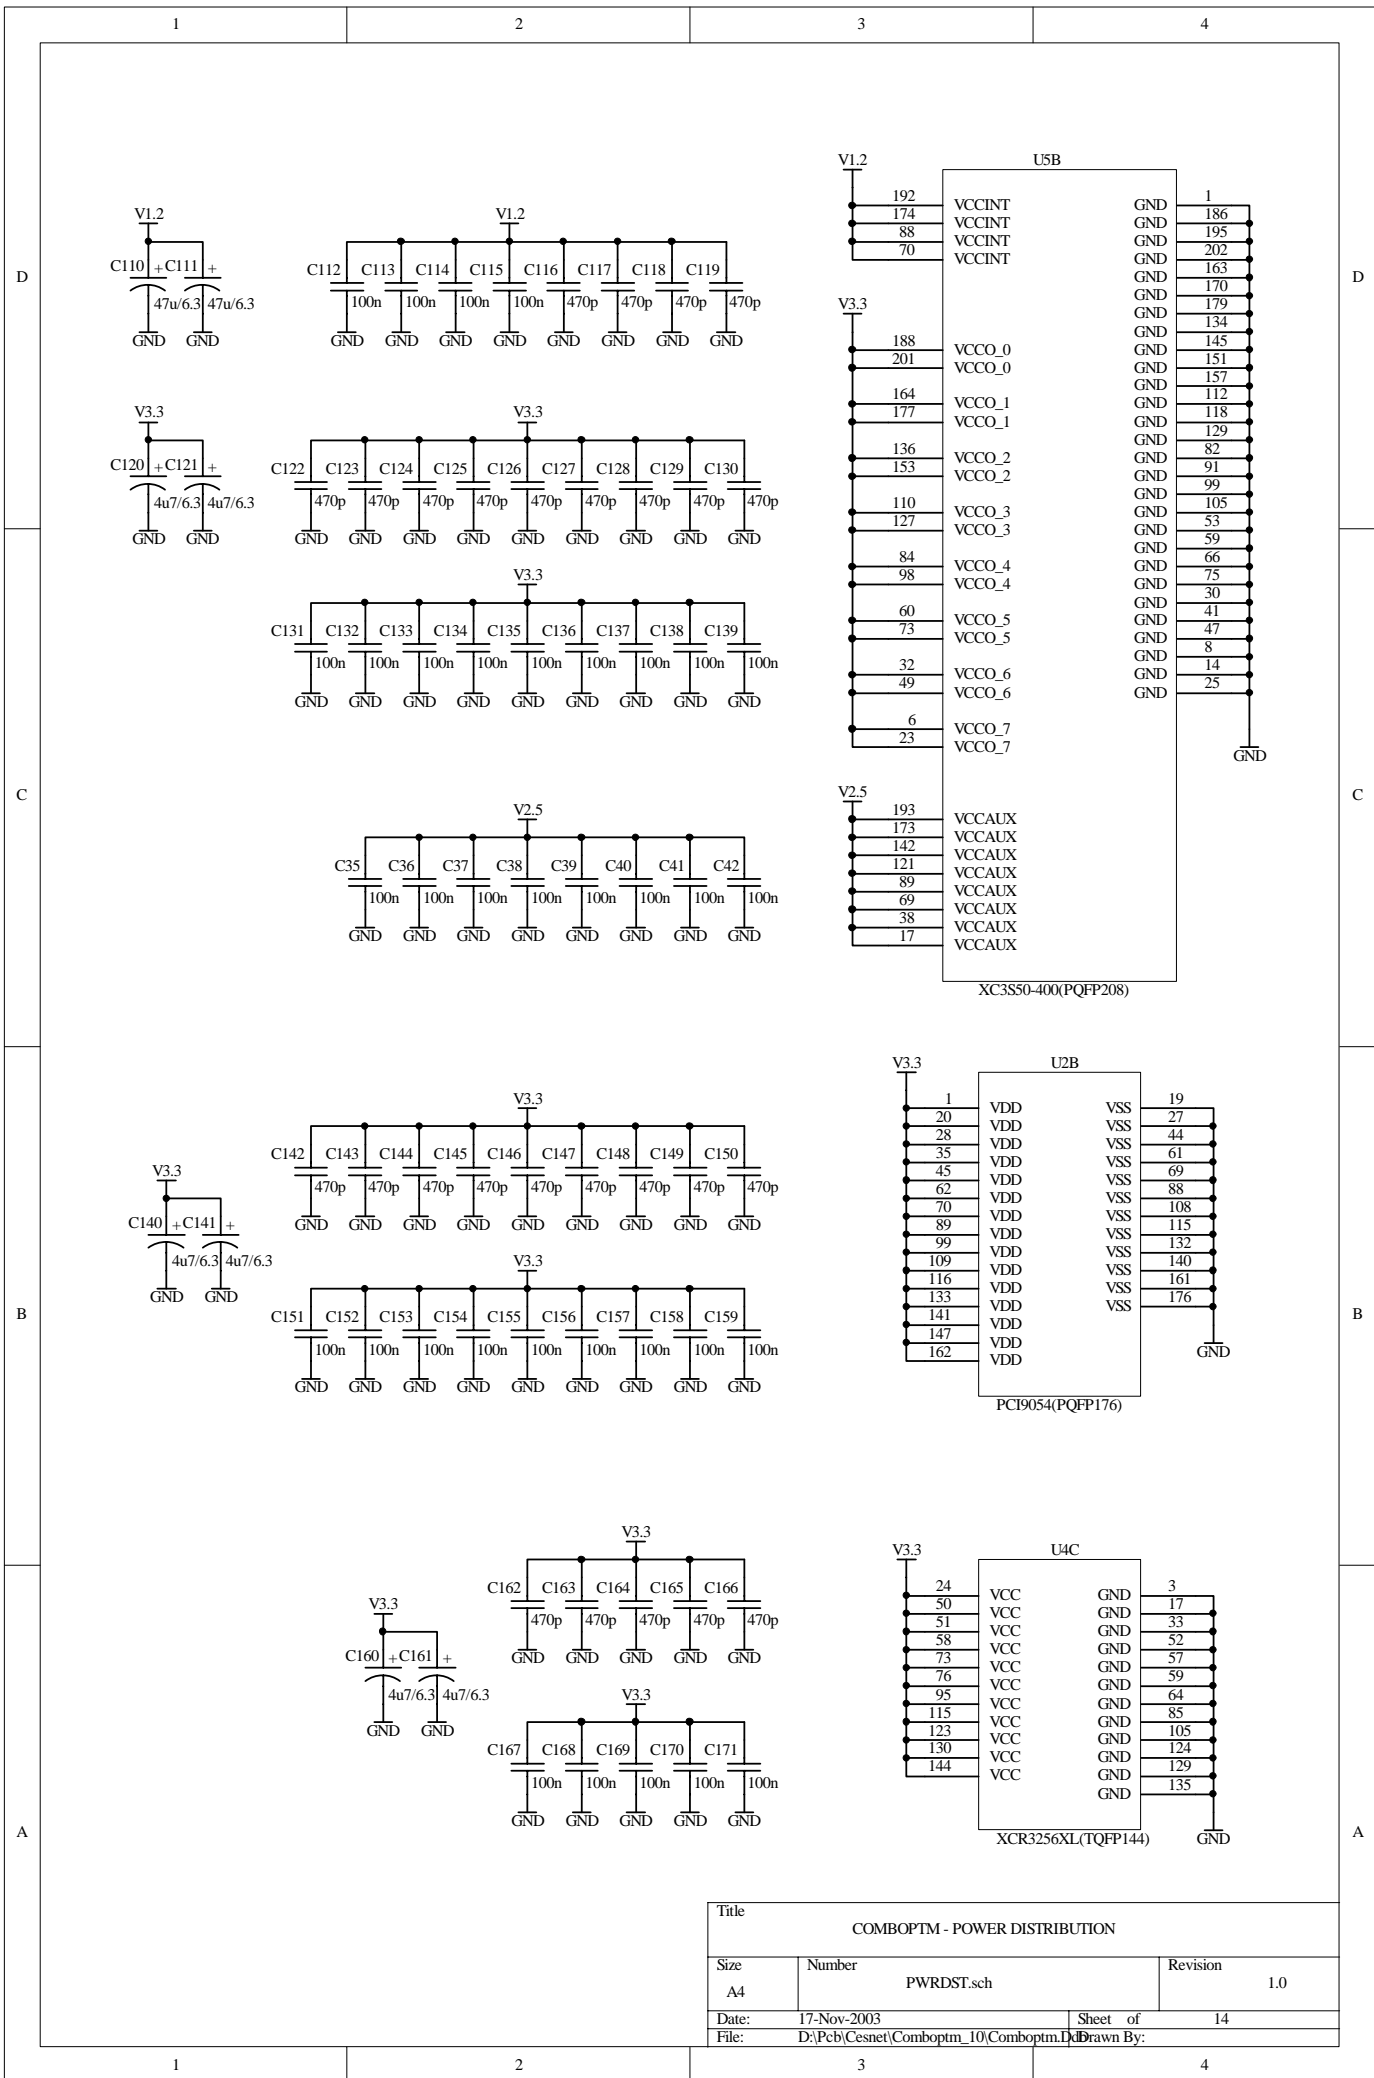 1 2 3 4
V1.2 U5B
V1.2 V1.2
D D
C110 + C111 +
47u/6.3 47u/6.3
GND GND
C112 C113 C114 C115 C116 C117 C118 C119
100n 100n 100n 100n 470p 470p 470p 470p
GND GND GND GND GND GND GND GND
V3.3 V3.3
C120 + C121 +
4u7/6.3 4u7/6.3
GND GND
C122 C123 C124 C125 C126 C127 C128 C129 C130
470p 470p 470p 470p 470p 470p 470p 470p 470p
GND GND GND GND GND GND GND GND GND
V3.3
C131 C132 C133 C134 C135 C136 C137 C138 C139
100n 100n 100n 100n 100n 100n 100n 100n 100n
GND GND GND GND GND GND GND GND GND
C C
V2.5
C35 C36 C37 C38 C39 C40 C41 C42
100n 100n 100n 100n 100n 100n 100n 100n
GND GND GND GND GND GND GND GND
192 VCCINT
174 VCCINT
88 VCCINT
70 VCCINT
V3.3
188 VCCO_0
201 VCCO_0
164 VCCO_1
177 VCCO_1
136 VCCO_2
153 VCCO_2
110 VCCO_3
127 VCCO_3
84 VCCO_4
98 VCCO_4
60 VCCO_5
73 VCCO_5
32 VCCO_6
49 VCCO_6
6 VCCO_7
23 VCCO_7
V2.5
193 VCCAUX
173 VCCAUX
142 VCCAUX
121 VCCAUX
89 VCCAUX
69 VCCAUX
38 VCCAUX
17 VCCAUX
GND 1
GND 186
GND 195
GND 202
GND 163
GND 170
GND 179
GND 134
GND 145
GND 151
GND 157
GND 112
GND 118
GND 129
GND 82
GND 91
GND 99
GND 105
GND 53
GND 59
GND 66
GND 75
GND 30
GND 41
GND 47
GND 8
GND 14
GND 25
GND
XC3S50-400(PQFP208)
V3.3
C140 + C141 +
4u7/6.3 4u7/6.3
GND GND
V3.3
C142 C143 C144 C145 C146 C147 C148 C149 C150
470p 470p 470p 470p 470p 470p 470p 470p 470p
GND GND GND GND GND GND GND GND GND
V3.3
C151 C152 C153 C154 C155 C156 C157 C158 C159
100n 100n 100n 100n 100n 100n 100n 100n 100n
GND GND GND GND GND GND GND GND GND
B B
V3.3 U2B
1 VDD VSS 19
20 VDD VSS 27
28 VDD VSS 44
35 VDD VSS 61
45 VDD VSS 69
62 VDD VSS 88
70 VDD VSS 108
89 VDD VSS 115
99 VDD VSS 132
109 VDD VSS 140
116 VDD VSS 161
133 VDD VSS 176
141 VDD
147 VDD
162 VDD
GND
PCI9054(PQFP176)
V3.3
C160 + C161 +
4u7/6.3 4u7/6.3
GND GND
V3.3
C162 C163 C164 C165 C166
470p 470p 470p 470p 470p
GND GND GND GND GND
V3.3
C167 C168 C169 C170 C171
100n 100n 100n 100n 100n
GND GND GND GND GND
V3.3 U4C
24 VCC GND 3
50 VCC GND 17
51 VCC GND 33
58 VCC GND 52
73 VCC GND 57
76 VCC GND 59
95 VCC GND 64
115 VCC GND 85
123 VCC GND 105
130 VCC GND 124
144 VCC GND 129
GND 135
GND
XCR3256XL(TQFP144)
A A
Title
COMBOPTM - POWER DISTRIBUTION
Size Number Revision
A4 PWRDST.sch 1.0
Date: 17-Nov-2003 Sheet of 14
File: D:\Pcb\Cesnet\Comboptm_10\Comboptm.Ddb Drawn By:
1 2 3 4